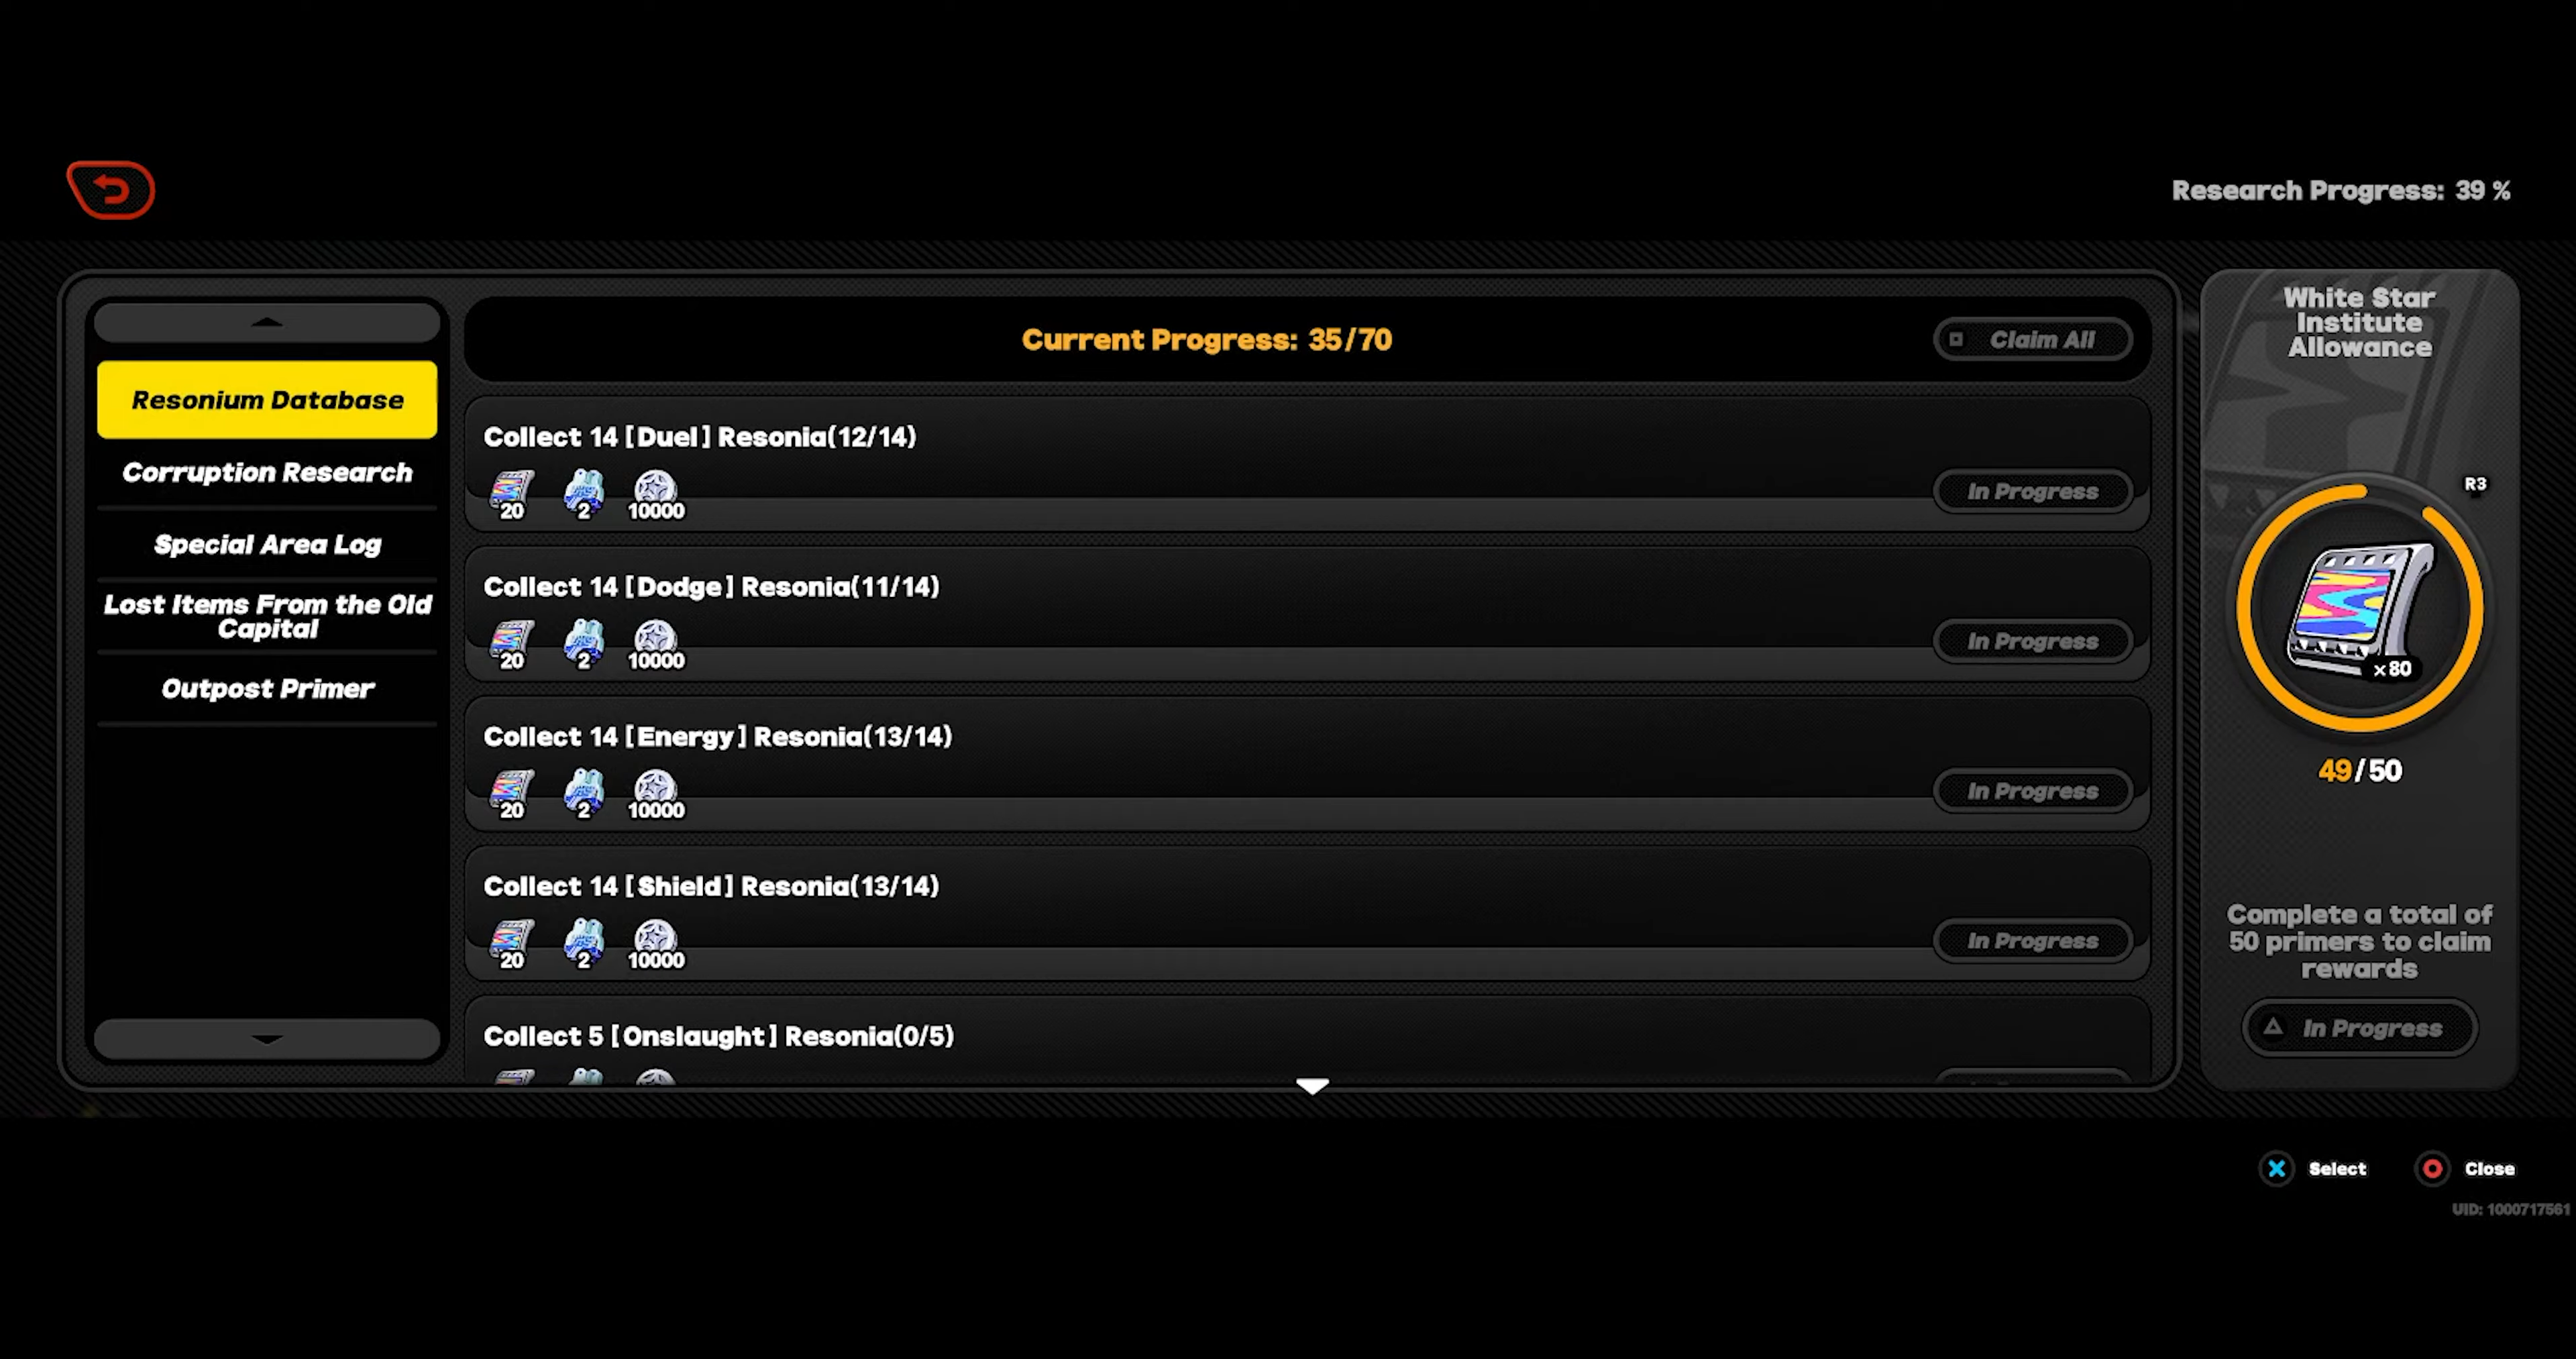 Research Progress: 39 %
Resonium Database
Corruption Research
Special Area Log
Lost Items From the Old
Capital
Outpost Primer
Current Progress: 35/70
Claim All
Collect 14 [Duel] Resonia(12/14)
20 2 10000
In Progress
Collect 14 [Dodge] Resonia(11/14)
20 2 10000
In Progress
Collect 14 [Energy] Resonia(13/14)
20 2 10000
In Progress
Collect 14 [Shield] Resonia(13/14)
20 2 10000
In Progress
Collect 5 [Onslaught] Resonia(0/5)
White Star
Institute
Allowance
R3
x80
49/50
Complete a total of
50 primers to claim
rewards
In Progress
Select
Close
UID: 1000717561